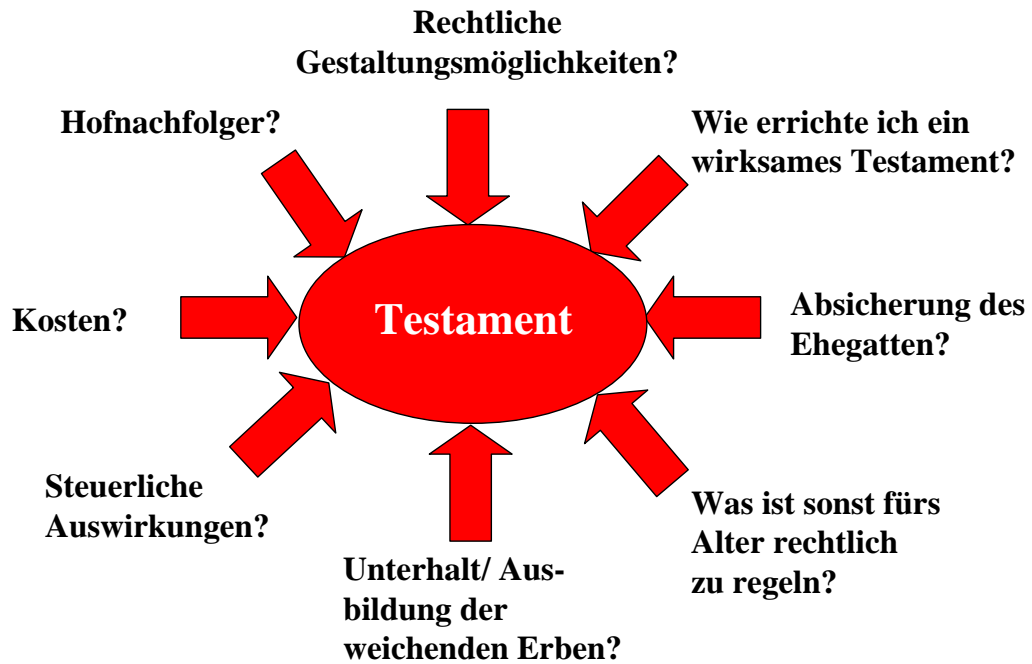 Rechtliche
Gestaltungsmöglichkeiten?
Hofnachfolger?
Wie errichte ich ein
wirksames Testament?
Kosten?
Testament
Absicherung des
Ehegatten?
Steuerliche
Auswirkungen?
Was ist sonst fürs
Alter rechtlich
zu regeln?
Unterhalt/ Aus-
bildung der
weichenden Erben?